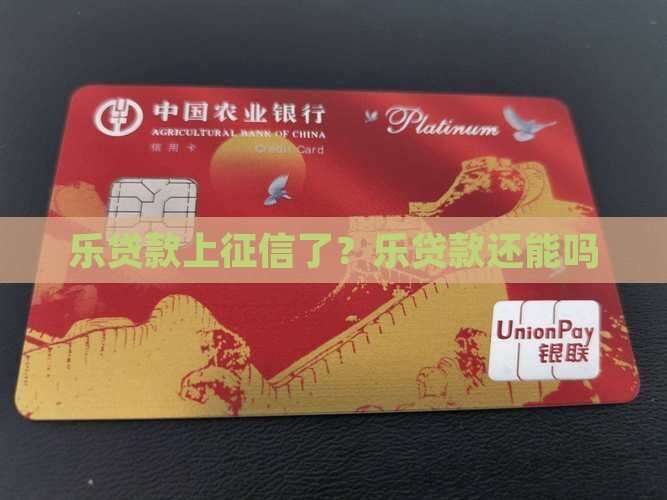 中国农业银行
AGRICULTURAL BANK OF CHINA
信用卡
Credit Card
Platinum
乐贷款上征信了？乐贷款还能吗
UnionPay
银联